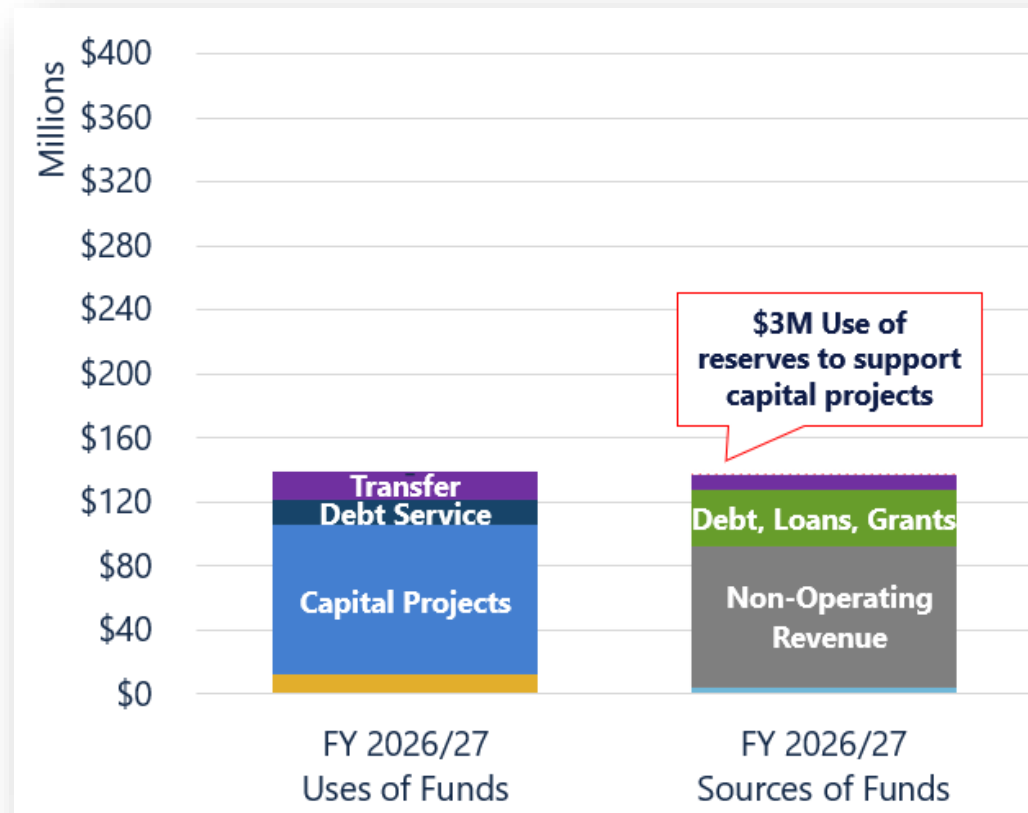 Millions
$400
$360
$320
$280
$240
$200
$160
$120
$80
$40
$0
$3M Use of
reserves to support
capital projects
Transfer
Debt Service
Capital Projects
Debt, Loans, Grants
Non-Operating
Revenue
FY 2026/27
Uses of Funds
FY 2026/27
Sources of Funds